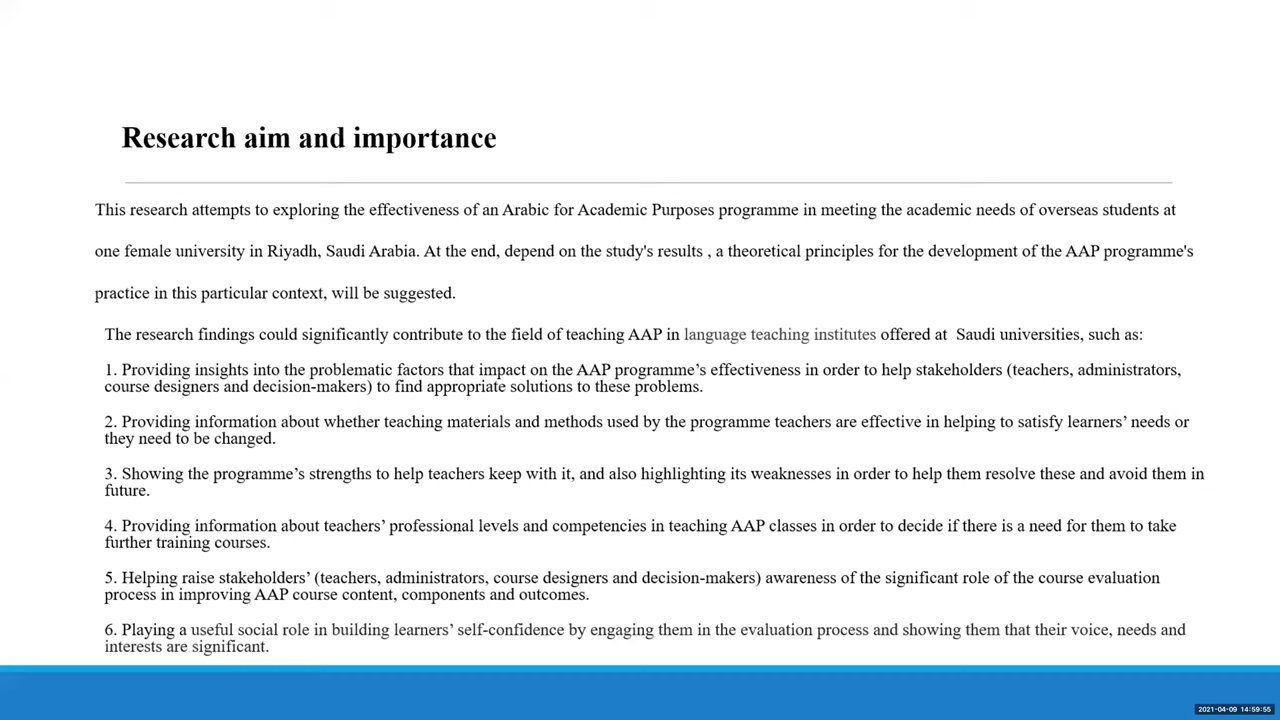 Research aim and importance
This research attempts to exploring the effectiveness of an Arabic for Academic Purposes programme in meeting the academic needs of overseas students at
one female university in Riyadh, Saudi Arabia. At the end, depend on the study's results , a theoretical principles for the development of the AAP programme's
practice in this particular context, will be suggested.
The research findings could significantly contribute to the field of teaching AAP in language teaching institutes offered at  Saudi universities, such as:
1. Providing insights into the problematic factors that impact on the AAP programme’s effectiveness in order to help stakeholders (teachers, administrators,
course designers and decision-makers) to find appropriate solutions to these problems.
2. Providing information about whether teaching materials and methods used by the programme teachers are effective in helping to satisfy learners’ needs or
they need to be changed.
3. Showing the programme’s strengths to help teachers keep with it, and also highlighting its weaknesses in order to help them resolve these and avoid them in
future.
4. Providing information about teachers’ professional levels and competencies in teaching AAP classes in order to decide if there is a need for them to take
further training courses.
5. Helping raise stakeholders’ (teachers, administrators, course designers and decision-makers) awareness of the significant role of the course evaluation
process in improving AAP course content, components and outcomes.
6. Playing a useful social role in building learners’ self-confidence by engaging them in the evaluation process and showing them that their voice, needs and
interests are significant.
2021-04-09 14:59:55